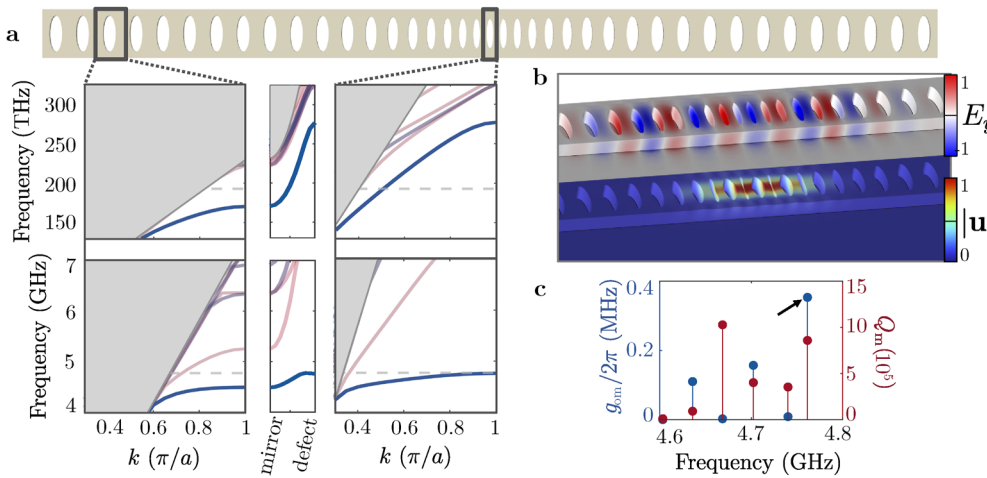 a
Frequency (THz)
300
250
200
150
Frequency (GHz)
7
6
5
4
0.4 0.6 0.8 1
k (π/a)
mirror
defect
0.4 0.6 0.8 1
k (π/a)
b
1
E_y
1
1
|u
0
c
g_om/2π (MHz)
0.4
0.2
0
15
10
5
0
Q_m (10^5)
4.6 4.7 4.8
Frequency (GHz)